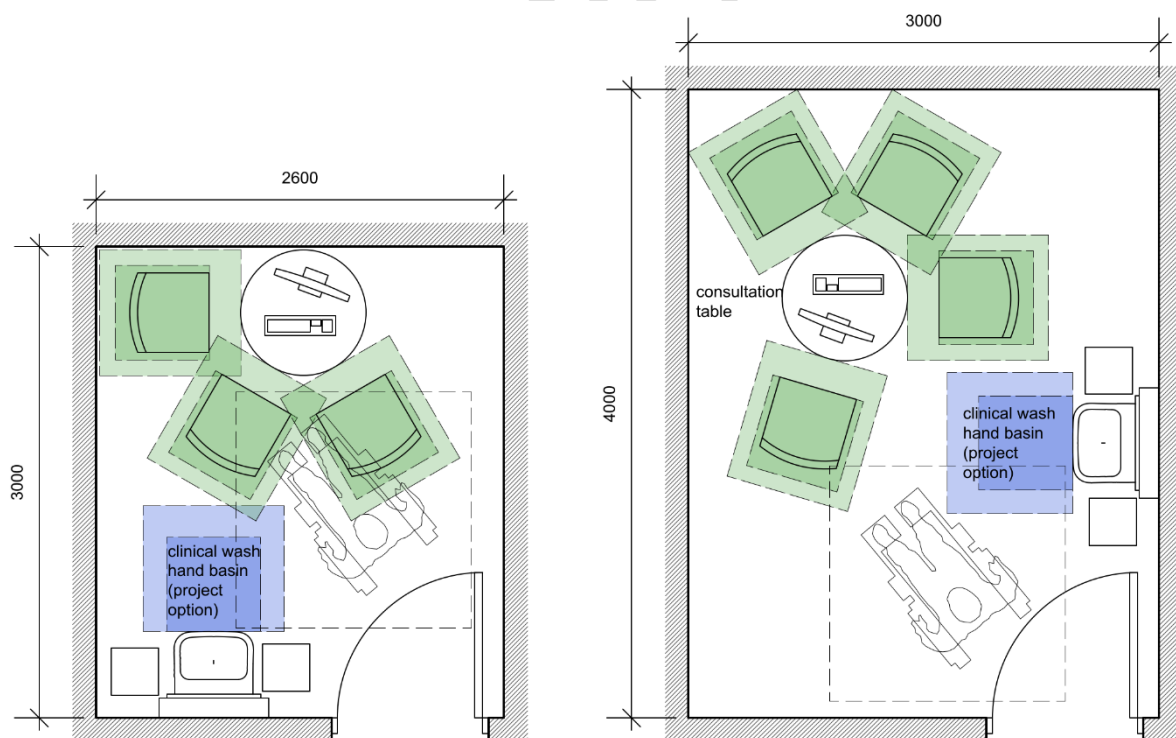 2600
3000
clinical wash
hand basin
(project
option)
3000
4000
consultation
table
clinical wash
hand basin
(project
option)